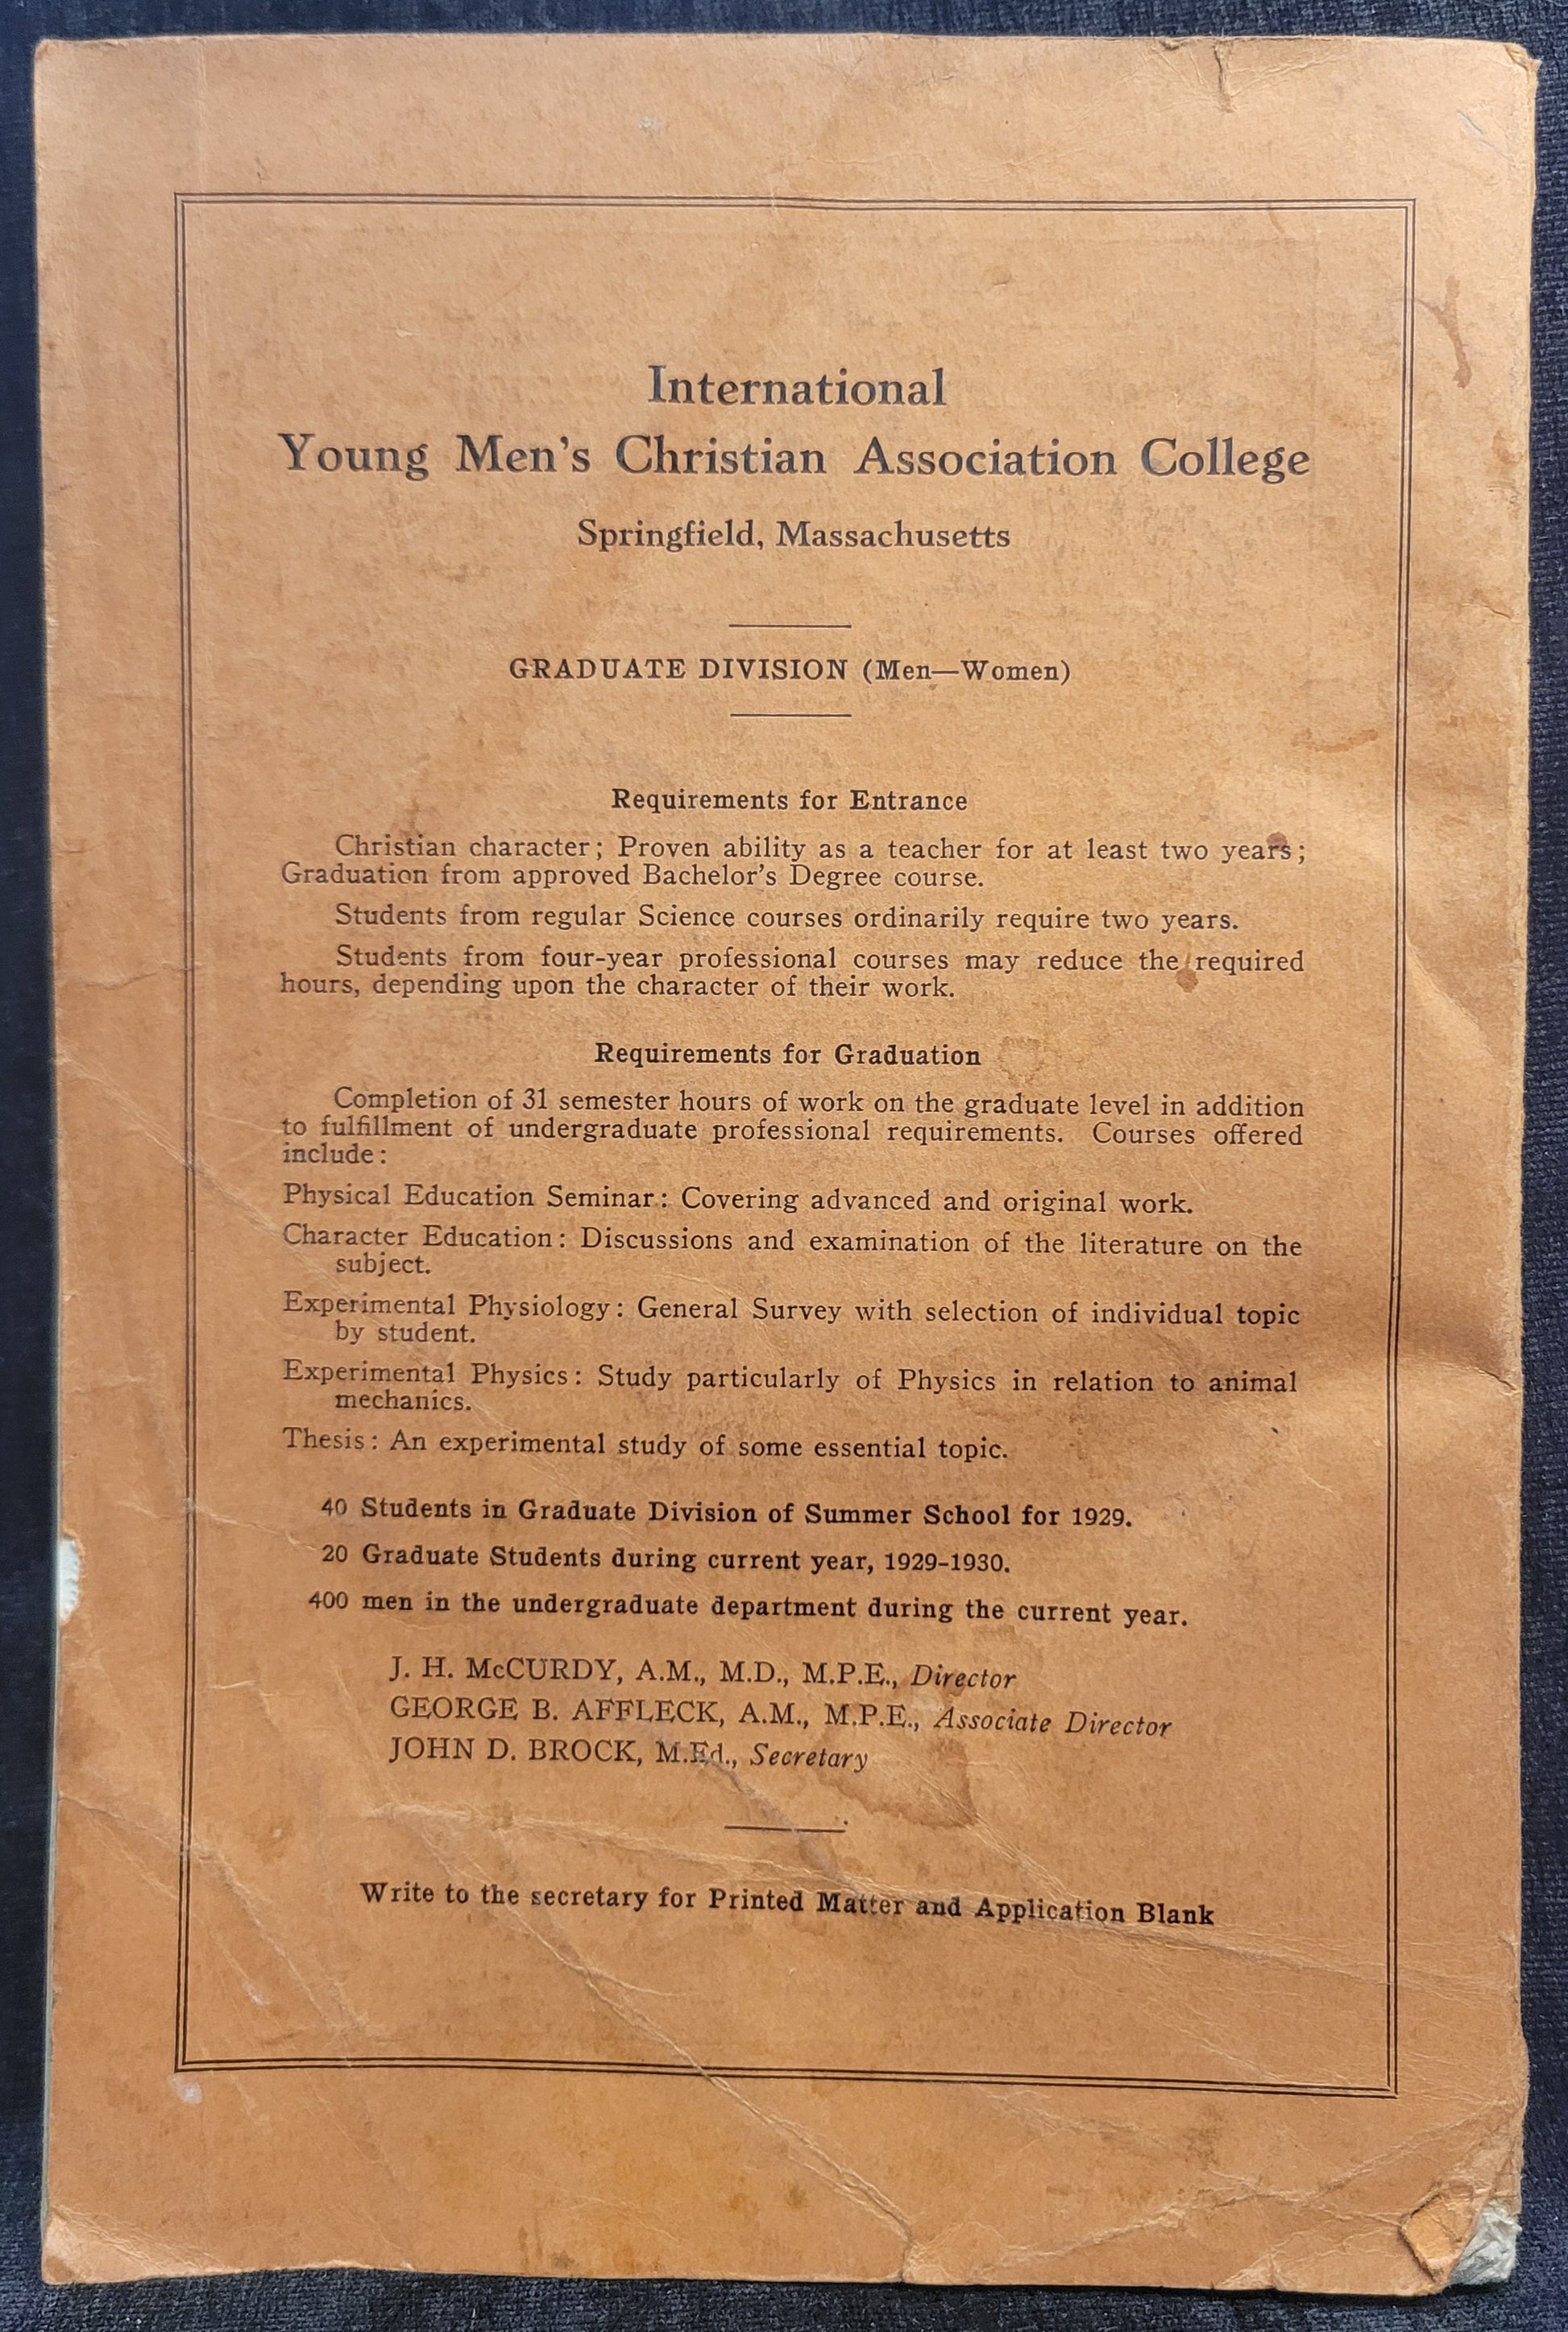 International
Young Men's Christian Association College
Springfield, Massachusetts
GRADUATE DIVISION (Men—Women)
Requirements for Entrance
Christian character; Proven ability as a teacher for at least two years;
Graduation from approved Bachelor's Degree course.
Students from regular Science courses ordinarily require two years.
Students from four-year professional courses may reduce the required
hours, depending upon the character of their work.
Requirements for Graduation
Completion of 31 semester hours of work on the graduate level in addition
to fulfillment of undergraduate professional requirements. Courses offered
include:
Physical Education Seminar: Covering advanced and original work.
Character Education: Discussions and examination of the literature on the
subject.
Experimental Physiology: General Survey with selection of individual topic
by student.
Experimental Physics: Study particularly of Physics in relation to animal
mechanics.
Thesis: An experimental study of some essential topic.
40 Students in Graduate Division of Summer School for 1929.
20 Graduate Students during current year, 1929-1930.
400 men in the undergraduate department during the current year.
J. H. McCURDY, A.M., M.D., M.P.E., Director
GEORGE B. AFFLECK, A.M., M.P.E., Associate Director
JOHN D. BROCK, M.Ed., Secretary
Write to the secretary for Printed Matter and Application Blank